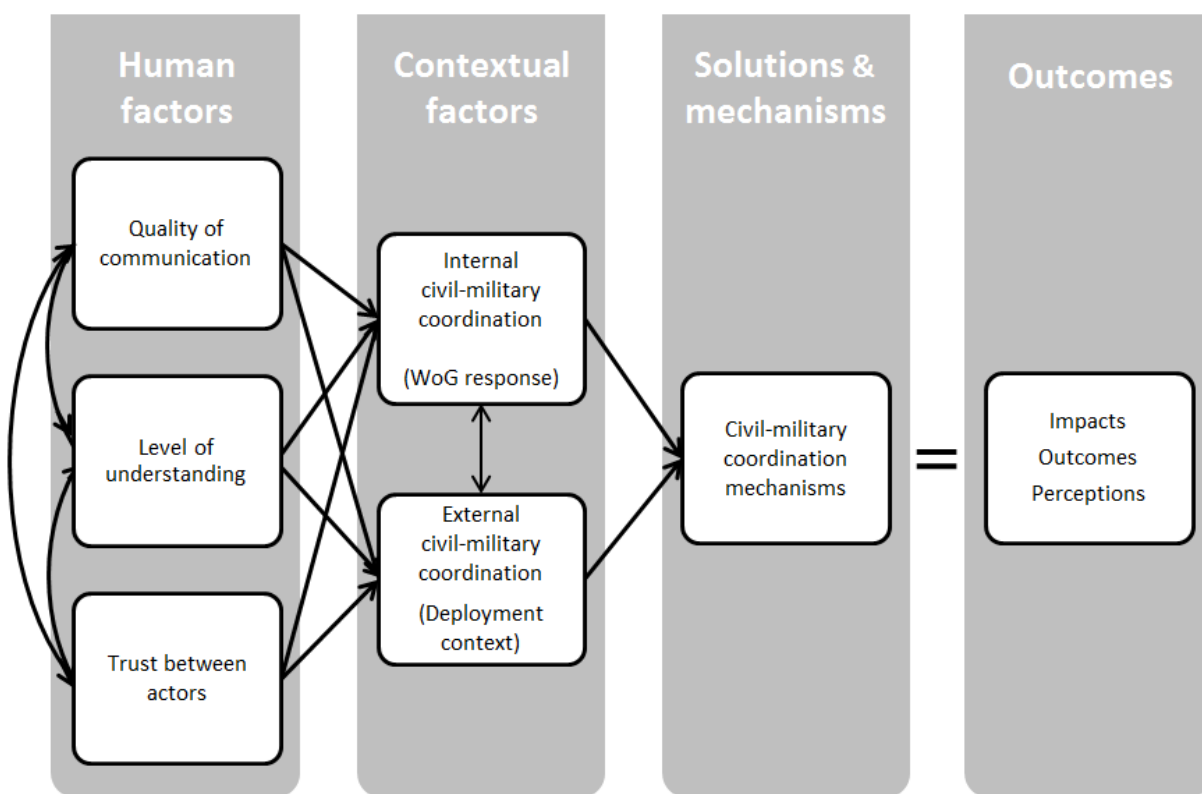 Human
factors
Contextual
factors
Solutions &
mechanisms
Outcomes
Quality of
communication
Level of
understanding
Trust between
actors
Internal
civil-military
coordination
(WoG response)
External
civil-military
coordination
(Deployment
context)
Civil-military
coordination
mechanisms
=
Impacts
Outcomes
Perceptions